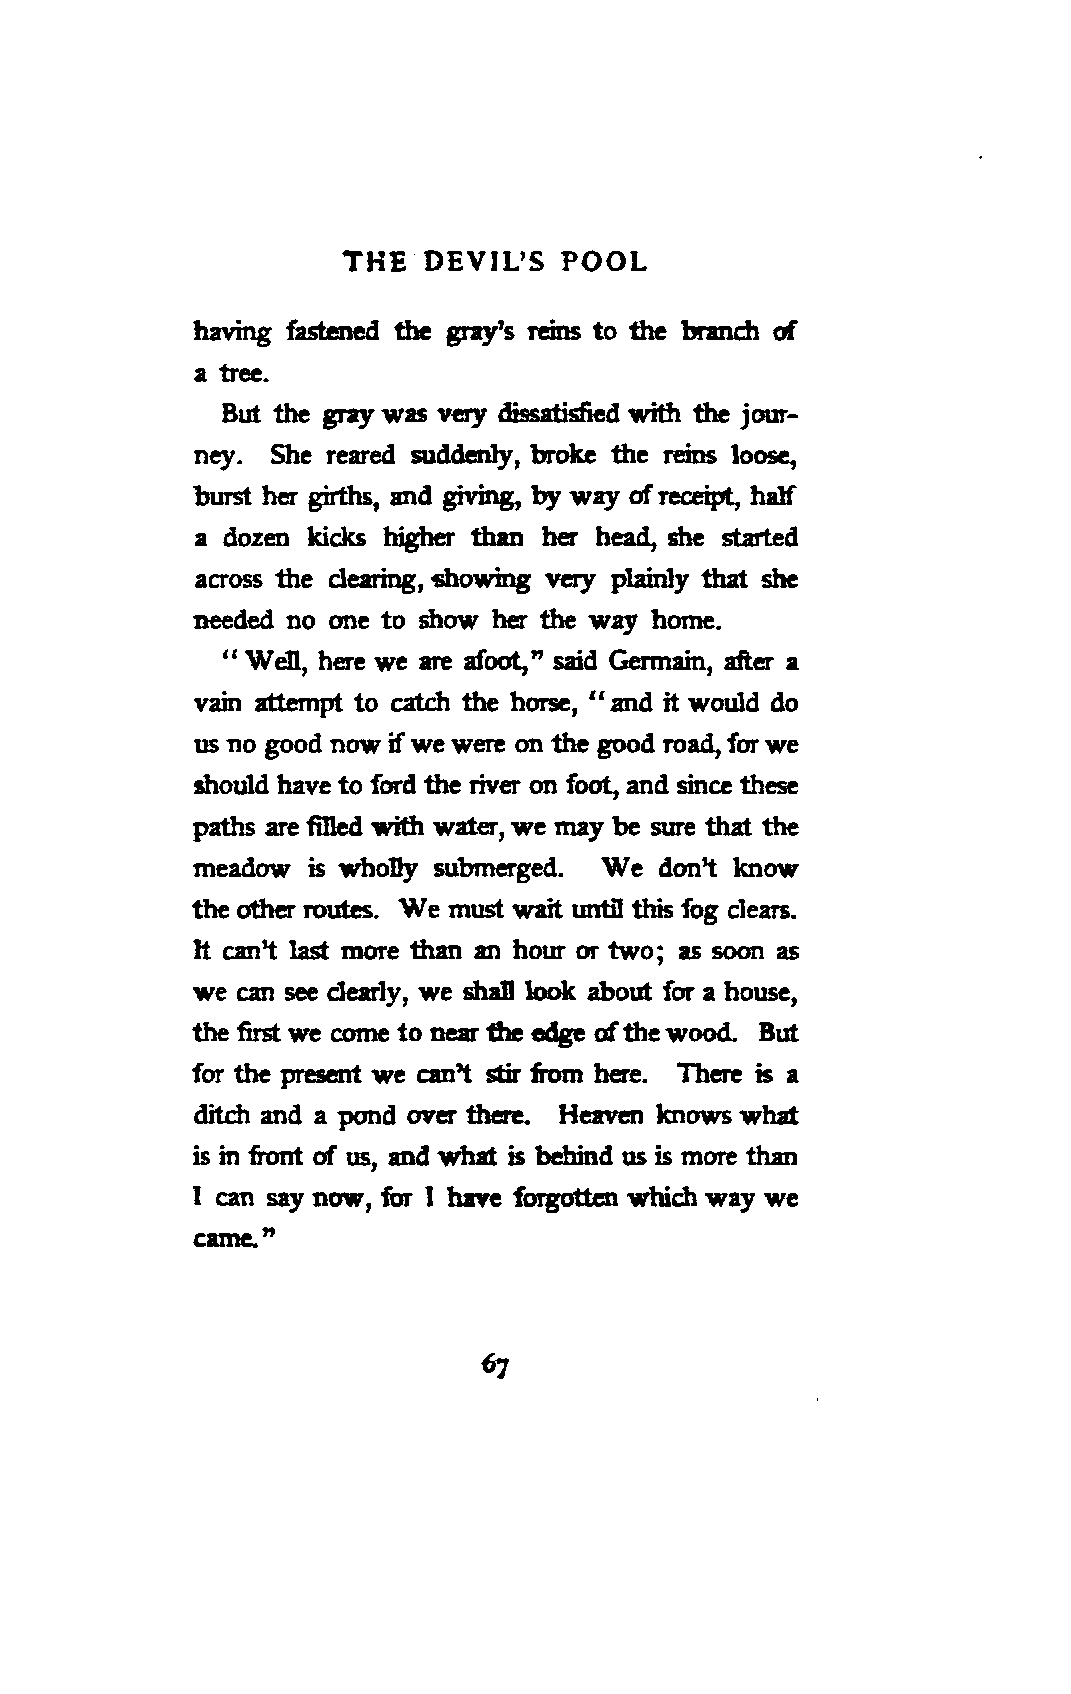 THE DEVIL'S POOL
having fastened the gray's reins to the branch of
a tree.
But the gray was very dissatisfied with the jour-
ney. She reared suddenly, broke the reins loose,
burst her girths, and giving, by way of receipt, half
a dozen kicks higher than her head, she started
across the clearing, showing very plainly that she
needed no one to show her the way home.
"Well, here we are afoot," said Germain, after a
vain attempt to catch the horse, "and it would do
us no good now if we were on the good road, for we
should have to ford the river on foot, and since these
paths are filled with water, we may be sure that the
meadow is wholly submerged. We don't know
the other routes. We must wait until this fog clears.
It can't last more than an hour or two; as soon as
we can see clearly, we shall look about for a house,
the first we come to near the edge of the wood. But
for the present we can't stir from here. There is a
ditch and a pond over there. Heaven knows what
is in front of us, and what is behind us is more than
I can say now, for I have forgotten which way we
came."
67